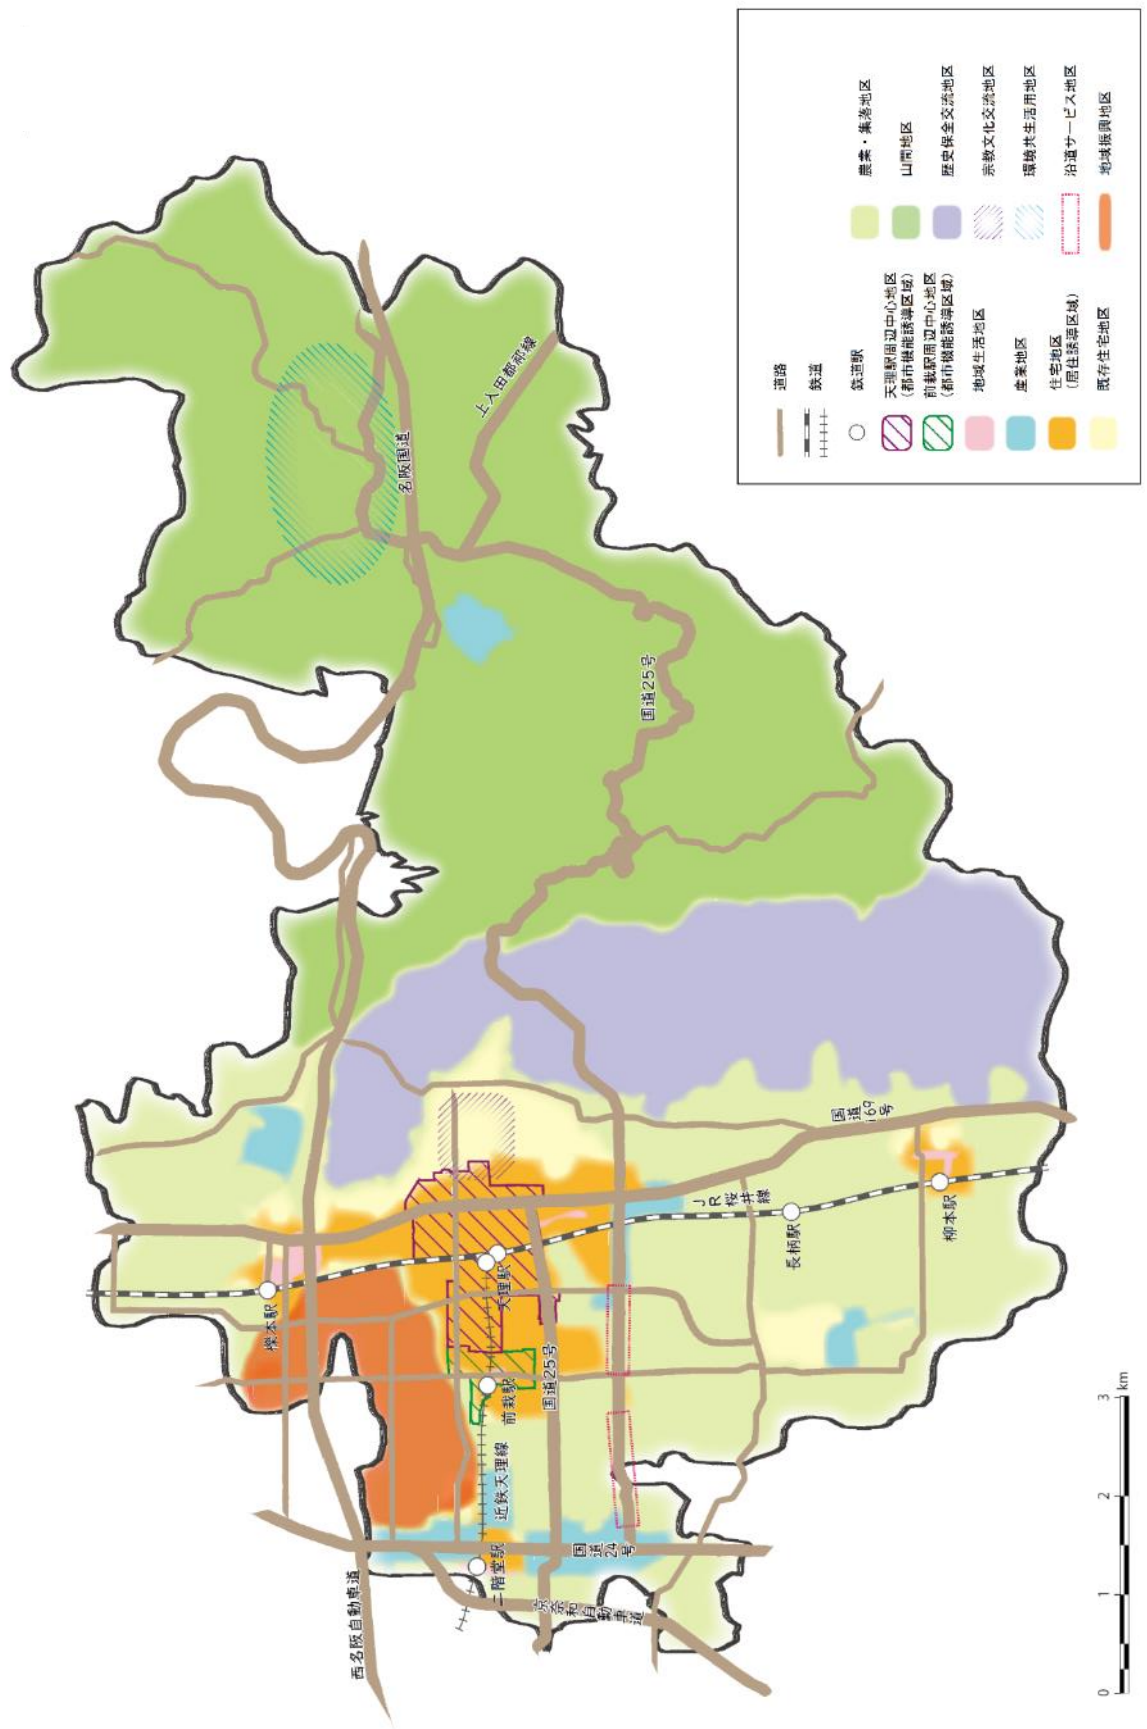 上入田都祁線
名阪国道
国道25号
国道
169
号
JR
桜
井
線
櫟本駅
天理駅
長柄駅
柳本駅
前栽駅
国道25号
近鉄天理線
二階堂駅
国道
24
号
西名阪自動車道
京奈和自動車道
道路
鉄道
鉄道駅
天理駅周辺中心地区
(都市機能誘導区域)
前栽駅周辺中心地区
(都市機能誘導区域)
地域生活地区
産業地区
住宅地区
(居住誘導区域)
既存住宅地区
農業・集落地区
山間地区
歴史保全交流地区
宗教文化交流地区
環境共生活用地区
沿道サービス地区
地域振興地区
0 1 2 3 km